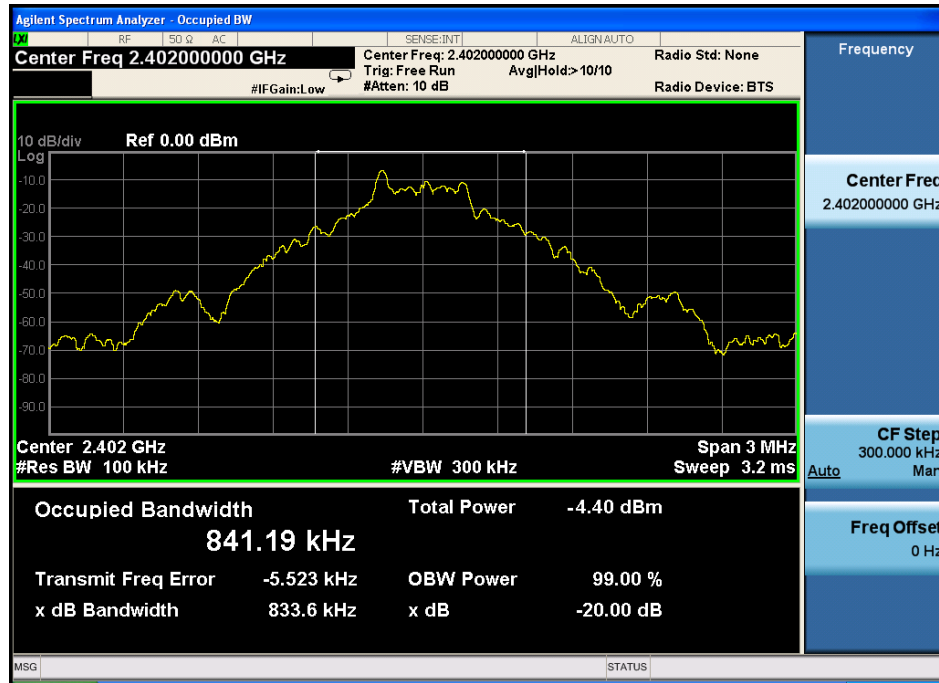 Agilent Spectrum Analyzer - Occupied BW
LXI RF 50 Ω AC SENSE:INT ALIGN AUTO
Center Freq 2.402000000 GHz
Center Freq: 2.402000000 GHz Radio Std: None
Trig: Free Run Avg|Hold:> 10/10
#IFGain:Low #Atten: 10 dB Radio Device: BTS
10 dB/div Ref 0.00 dBm
Log
-10.0
-20.0
-30.0
-40.0
-50.0
-60.0
-70.0
-80.0
-90.0
Center 2.402 GHz Span 3 MHz
#Res BW 100 kHz #VBW 300 kHz Sweep 3.2 ms
Occupied Bandwidth Total Power -4.40 dBm
841.19 kHz
Transmit Freq Error -5.523 kHz OBW Power 99.00 %
x dB Bandwidth 833.6 kHz x dB -20.00 dB
MSG STATUS
Frequency
Center Freq
2.402000000 GHz
CF Step
300.000 kHz
Auto Man
Freq Offset
0 Hz